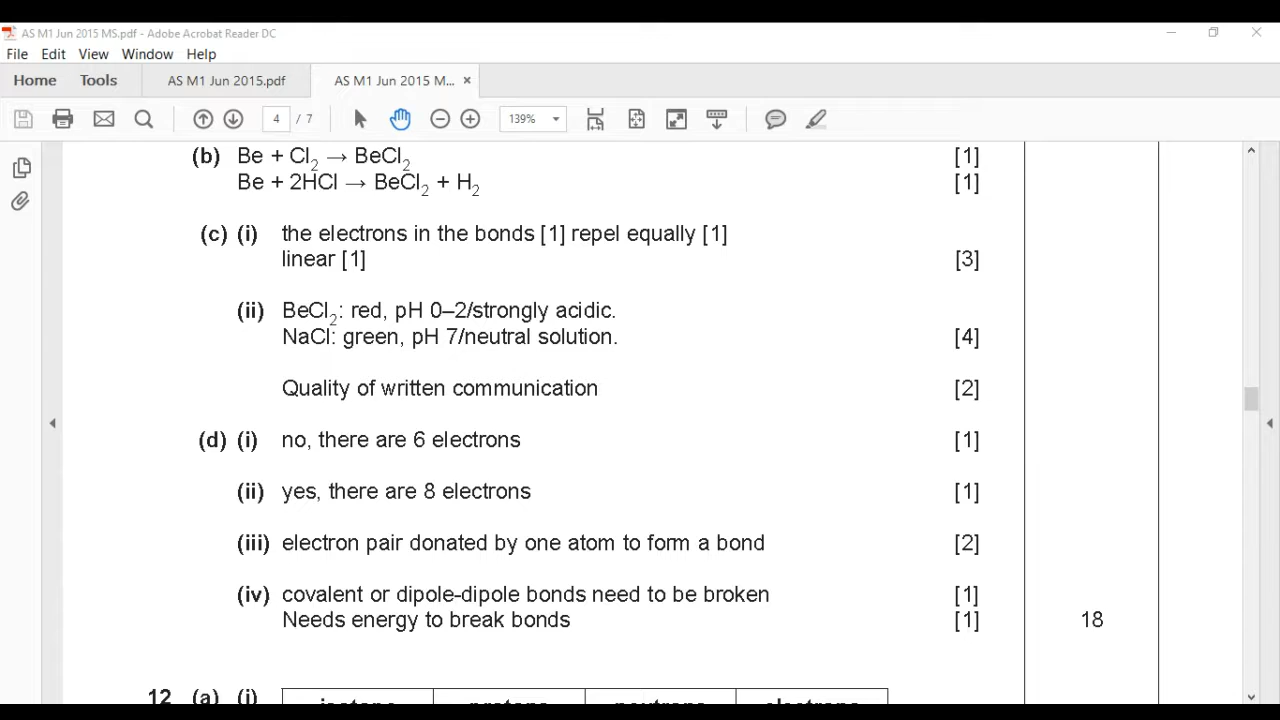 AS M1 Jun 2015 MS.pdf - Adobe Acrobat Reader DC
File Edit View Window Help
Home Tools AS M1 Jun 2015.pdf AS M1 Jun 2015 M... ×
4 / 7 139%
(b) Be + Cl₂ → BeCl₂ [1]
Be + 2HCl → BeCl₂ + H₂ [1]
(c) (i) the electrons in the bonds [1] repel equally [1]
linear [1] [3]
(ii) BeCl₂: red, pH 0–2/strongly acidic.
NaCl: green, pH 7/neutral solution. [4]
Quality of written communication [2]
(d) (i) no, there are 6 electrons [1]
(ii) yes, there are 8 electrons [1]
(iii) electron pair donated by one atom to form a bond [2]
(iv) covalent or dipole-dipole bonds need to be broken [1]
Needs energy to break bonds [1] 18
12 (a) (i) isotope protons neutrons electrons